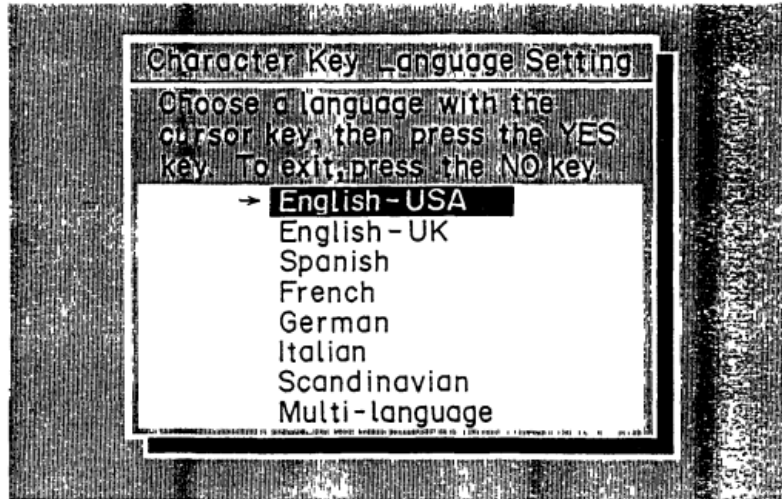 Character Key Language Setting
Choose a language with the
cursor key, then press the YES
key. To exit, press the NO key.
→ English-USA
English-UK
Spanish
French
German
Italian
Scandinavian
Multi-language